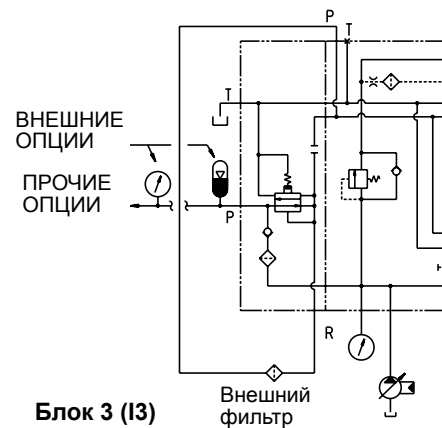 P
T
T
ВНЕШНИЕ
ОПЦИИ
ПРОЧИЕ
ОПЦИИ
P
R
Внешний
фильтр
Блок 3 (I3)